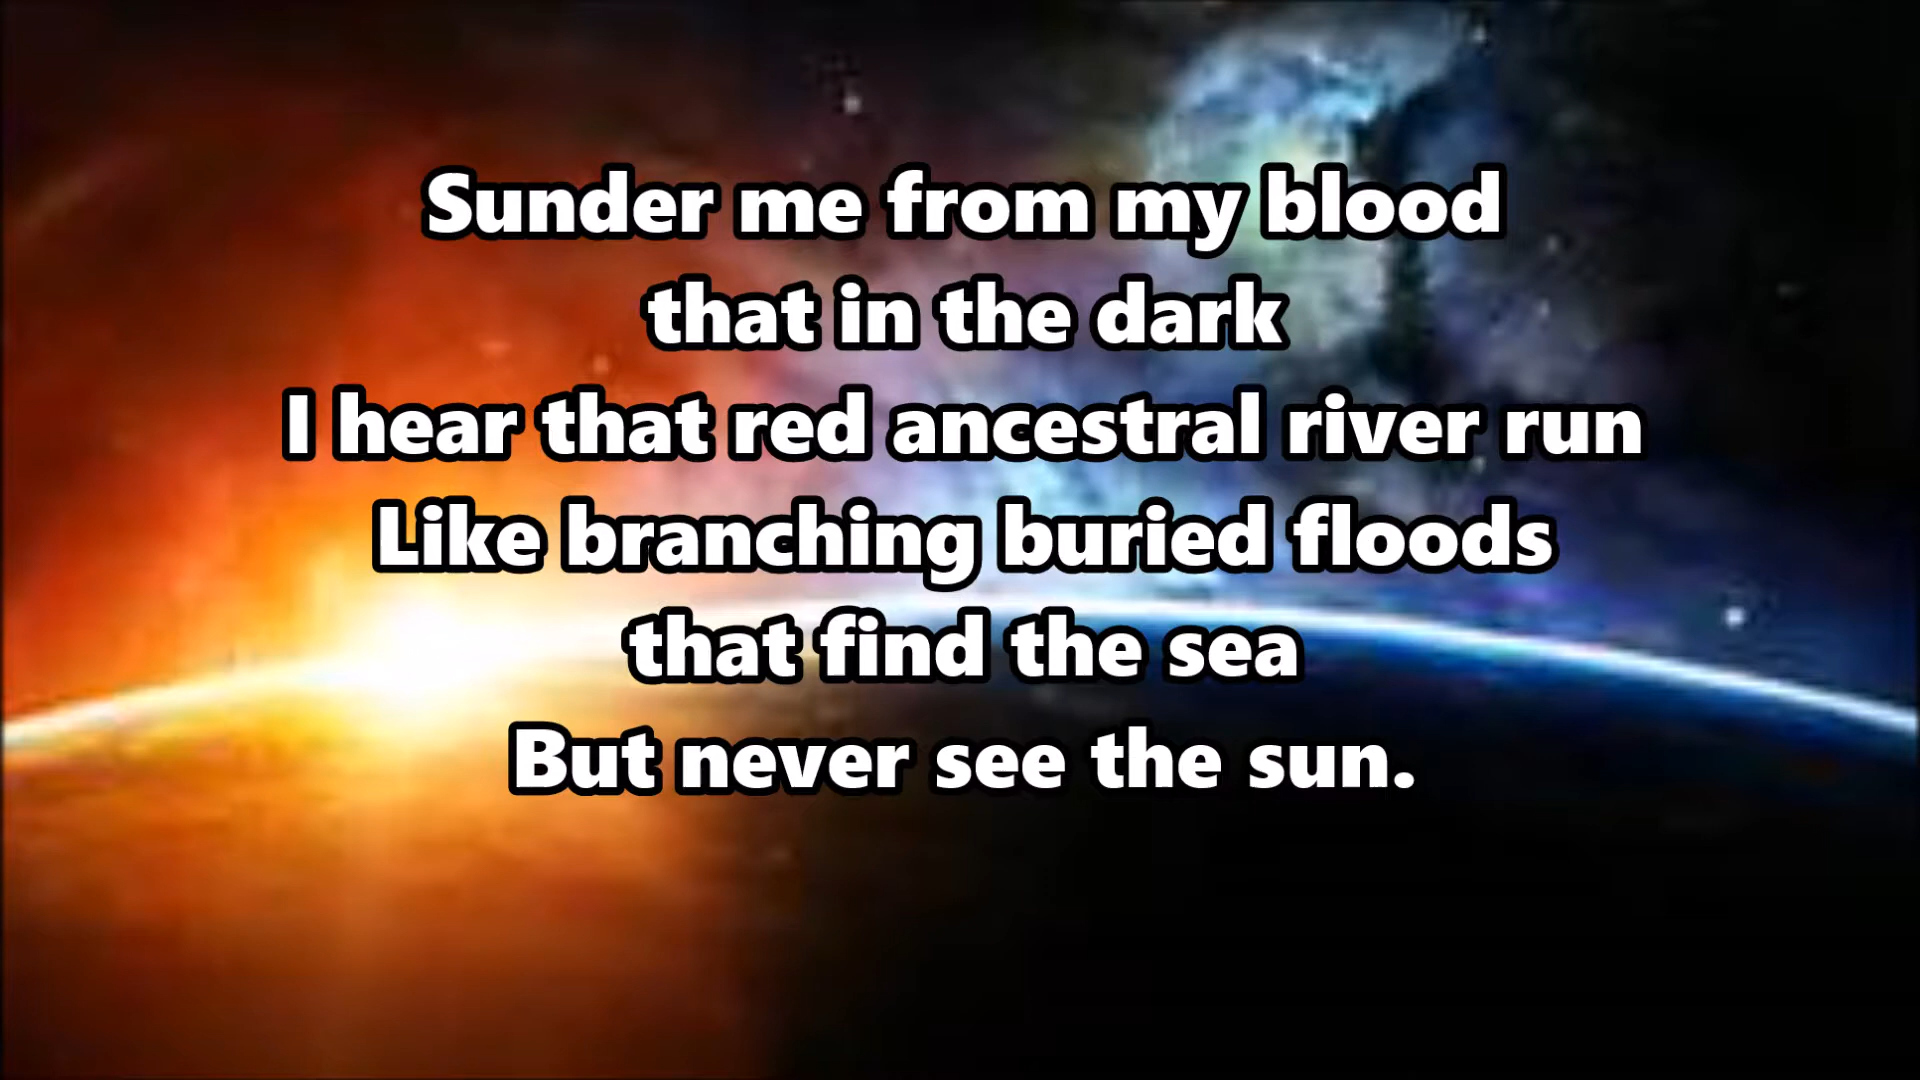 Sunder me from my blood
that in the dark
I hear that red ancestral river run
Like branching buried floods
that find the sea
But never see the sun.